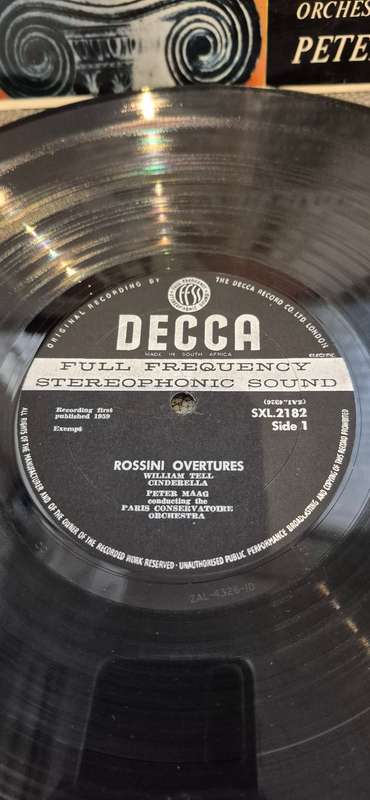 ORCHES
PETE
ORIGINAL RECORDING BY
THE DECCA RECORD CO LTD LONDON
DECCA
MADE IN SOUTH AFRICA
FULL FREQUENCY
STEREOPHONIC SOUND
Recording first
published 1959
SXL.2182
Side 1
Exempt
ROSSINI OVERTURES
WILLIAM TELL
CINDERELLA
PETER MAAG
conducting the
PARIS CONSERVATOIRE
ORCHESTRA
ALL RIGHTS OF THE MANUFACTURER AND OF THE OWNER OF THE RECORDED WORK RESERVED · UNAUTHORISED PUBLIC PERFORMANCE BROADCASTING AND COPYING OF THIS RECORD PROHIBITED